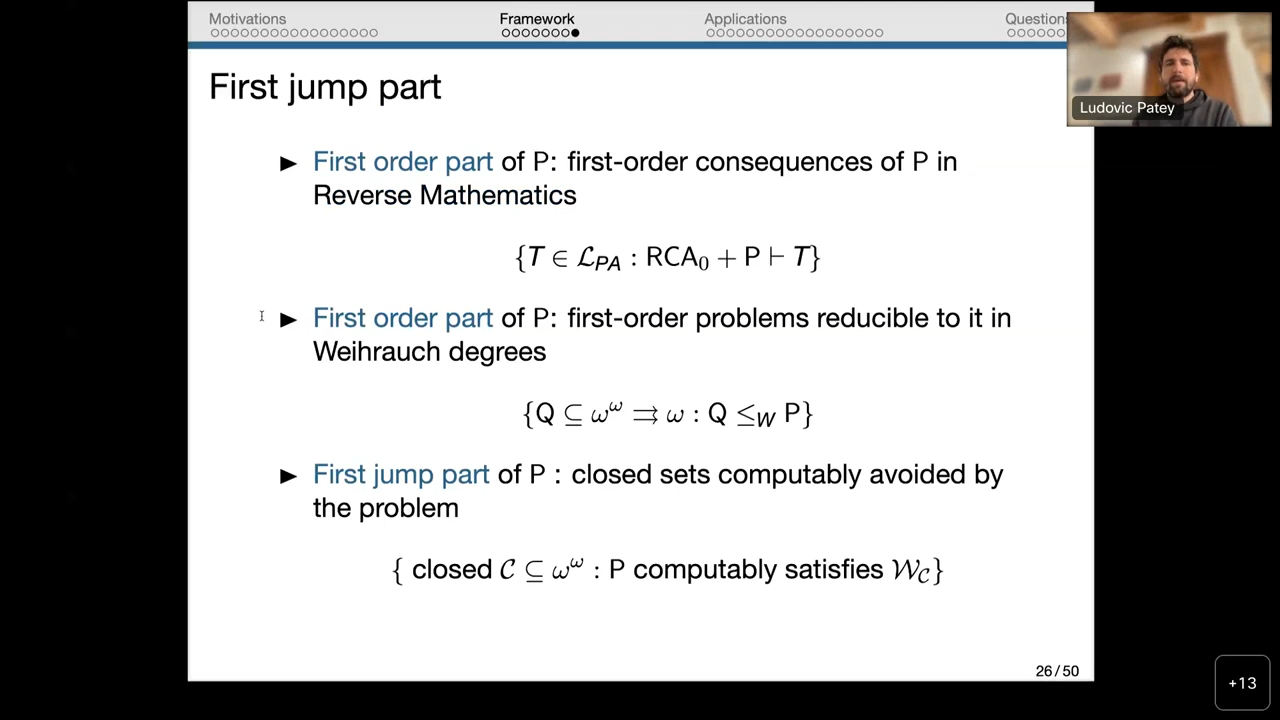 Motivations Framework Applications Question
Ludovic Patey
First jump part
► First order part of P: first-order consequences of P in
Reverse Mathematics
{T ∈ ℒ_PA : RCA₀ + P ⊢ T}
► First order part of P: first-order problems reducible to it in
Weihrauch degrees
{Q ⊆ ω^ω ⇉ ω : Q ≤_W P}
► First jump part of P : closed sets computably avoided by
the problem
{ closed 𝒞 ⊆ ω^ω : P computably satisfies 𝒲_𝒞}
26 / 50
+13